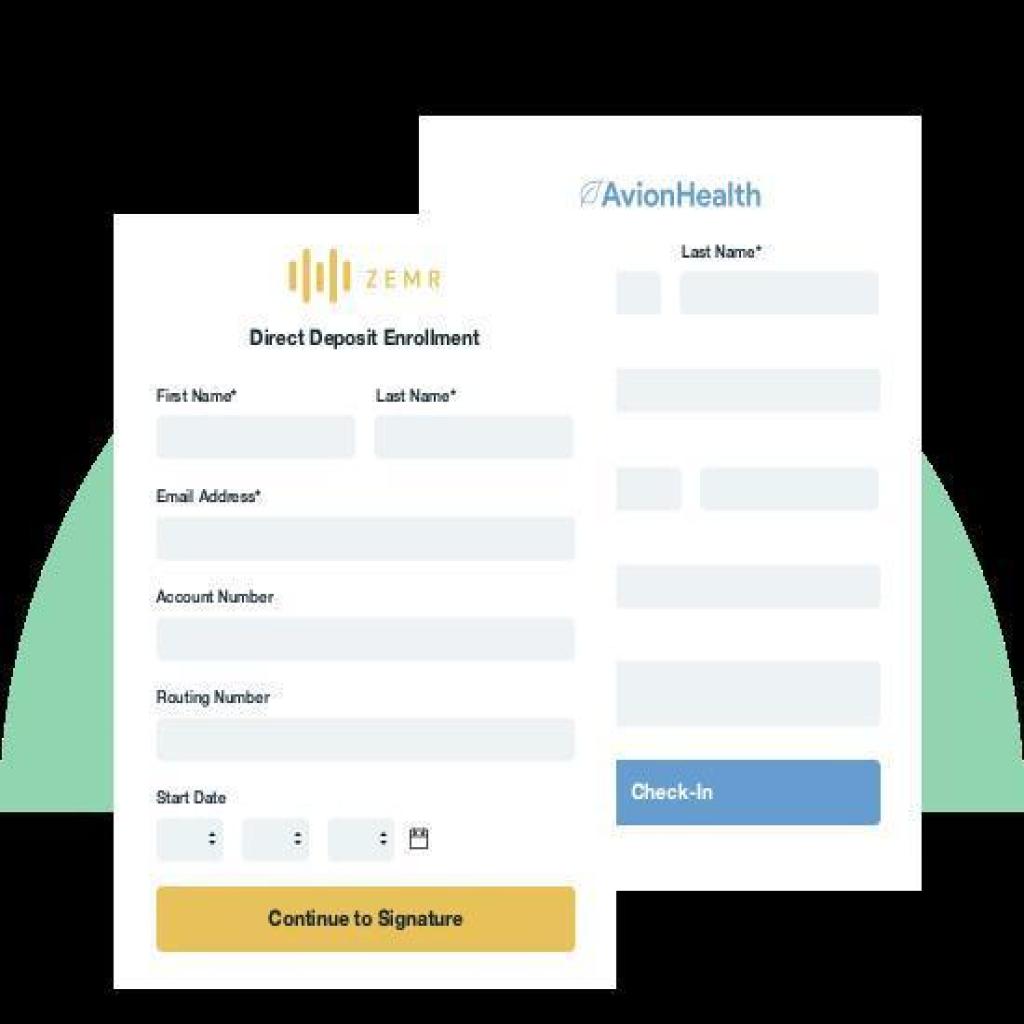 AvionHealth
Last Name*
ZEMR
Direct Deposit Enrollment
First Name* Last Name*
Email Address*
Account Number
Routing Number
Start Date
Continue to Signature
Check-In